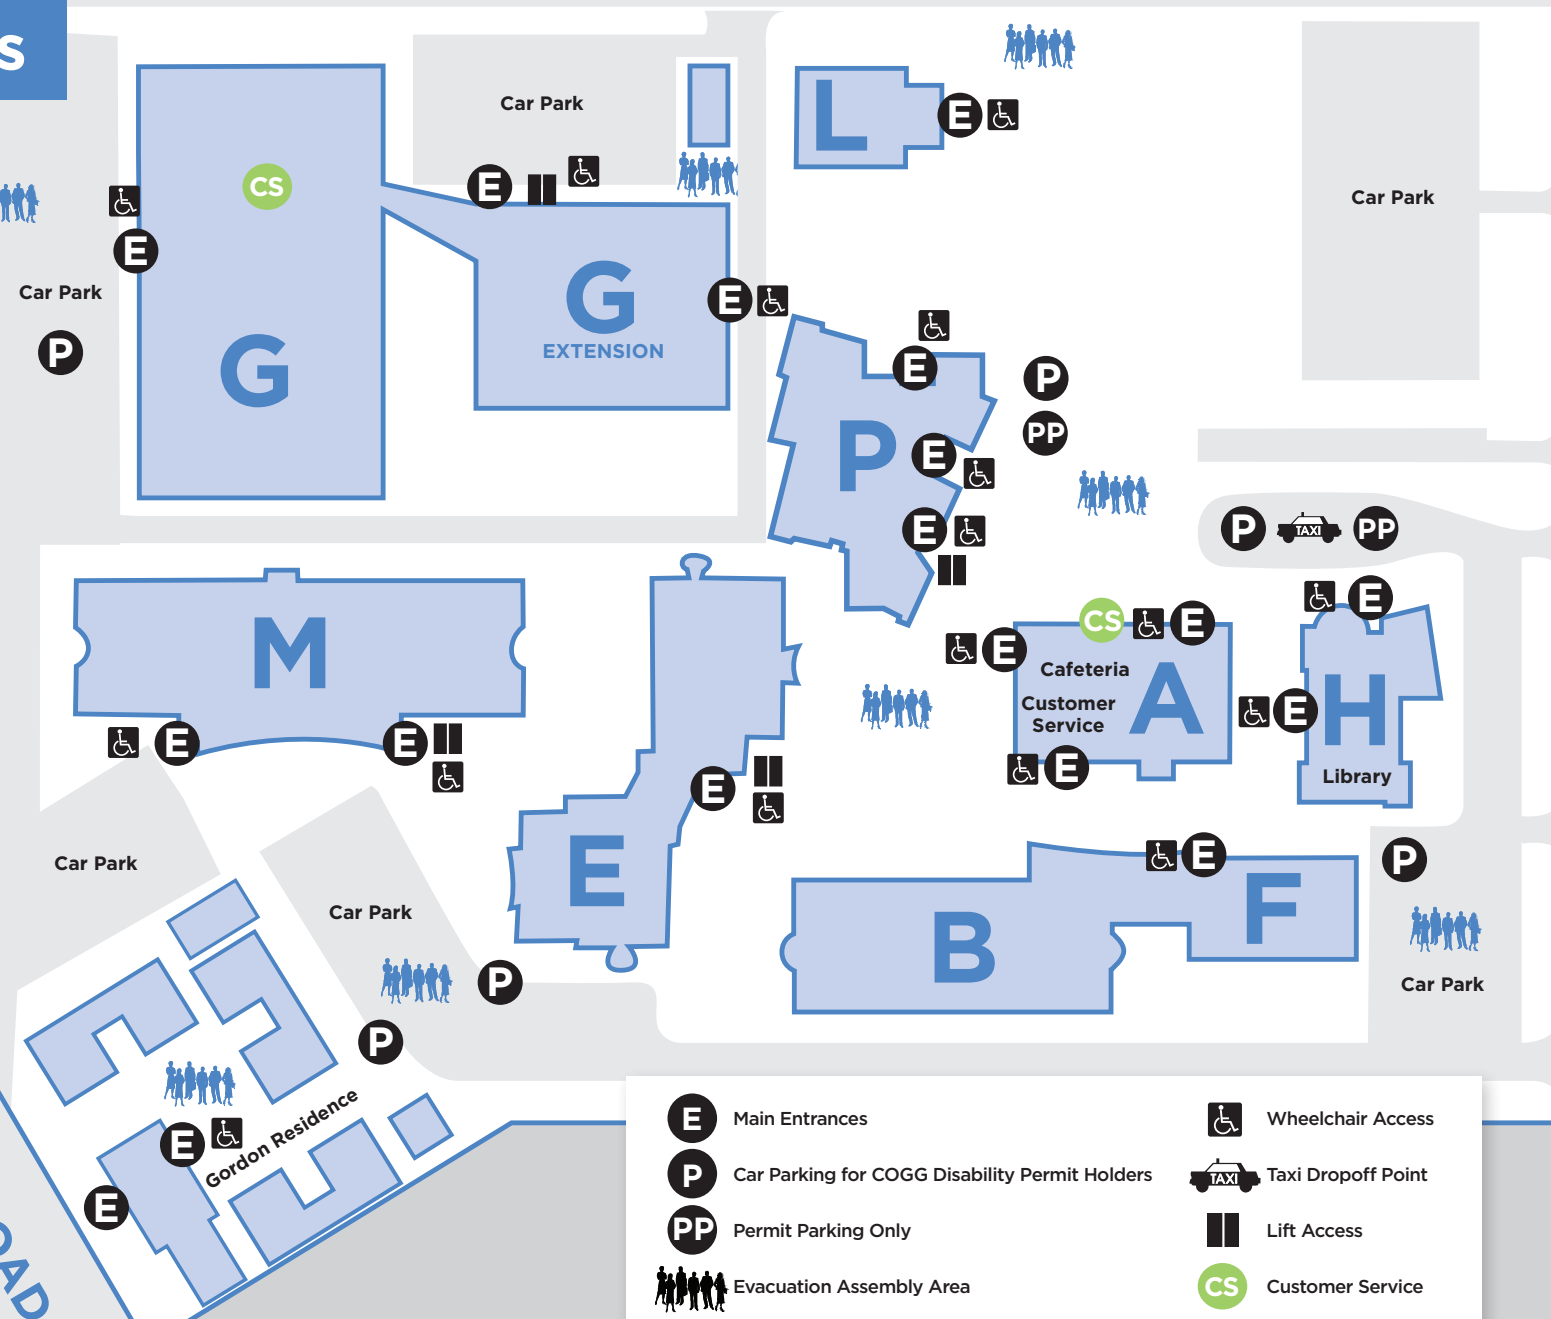 S
Car Park
L
E
Car Park
CS
E
E
Car Park
P
G
G
EXTENSION
E
E
P
PP
P
E
E
P
TAXI
PP
M
E
E
CS
E
E
Cafeteria
Customer
Service
A
E
E
E
H
Library
E
E
Car Park
Car Park
P
P
E
B
F
E
P
Car Park
Gordon Residence
E
E
OAD
E Main Entrances
P Car Parking for COGG Disability Permit Holders
PP Permit Parking Only
Evacuation Assembly Area
Wheelchair Access
TAXI Taxi Dropoff Point
Lift Access
CS Customer Service